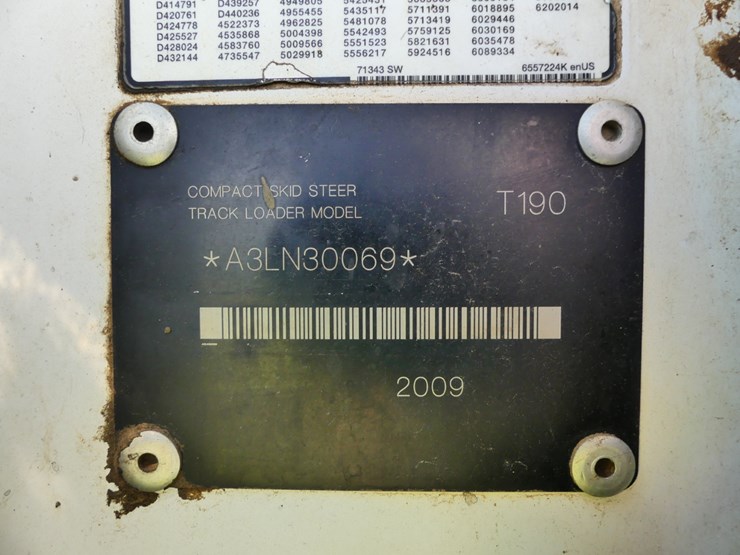 D414791 D439257 4949805 5425451
D420761 D440236 4955455 5435117 5711391 6018895 6202014
D424778 4522373 4962825 5481078 5713419 6029446
D425527 4535868 5004398 5542493 5759125 6030169
D428024 4583760 5009566 5551523 5821631 6035478
D432144 4735547 5029918 5556217 5924516 6089334
71343 SW 6557224K enUS
COMPACT SKID STEER
TRACK LOADER MODEL T190
*A3LN30069*
2009